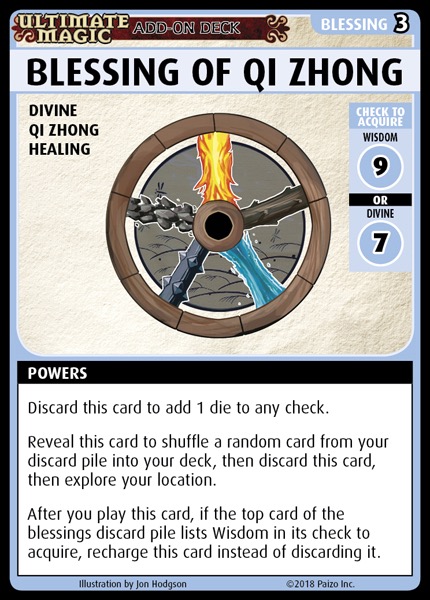 ULTIMATE MAGIC ADD-ON DECK BLESSING 3
BLESSING OF QI ZHONG
DIVINE
QI ZHONG
HEALING
CHECK TO
ACQUIRE
WISDOM
9
OR
DIVINE
7
POWERS
Discard this card to add 1 die to any check.
Reveal this card to shuffle a random card from your
discard pile into your deck, then discard this card,
then explore your location.
After you play this card, if the top card of the
blessings discard pile lists Wisdom in its check to
acquire, recharge this card instead of discarding it.
Illustration by Jon Hodgson ©2018 Paizo Inc.